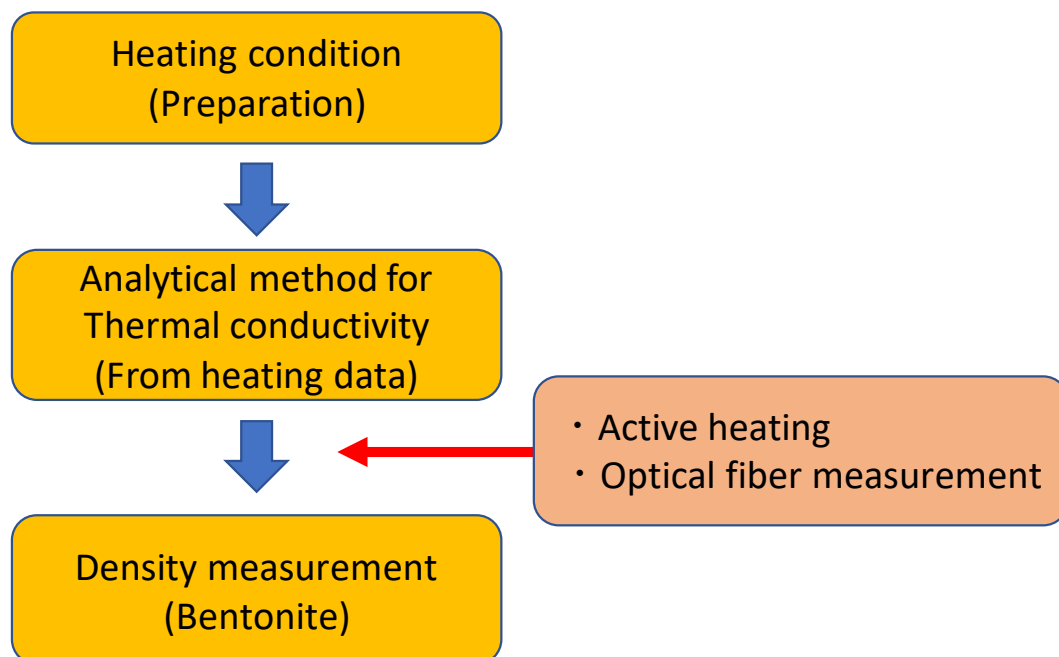 Heating condition
(Preparation)
Analytical method for
Thermal conductivity
(From heating data)
・Active heating
・Optical fiber measurement
Density measurement
(Bentonite)